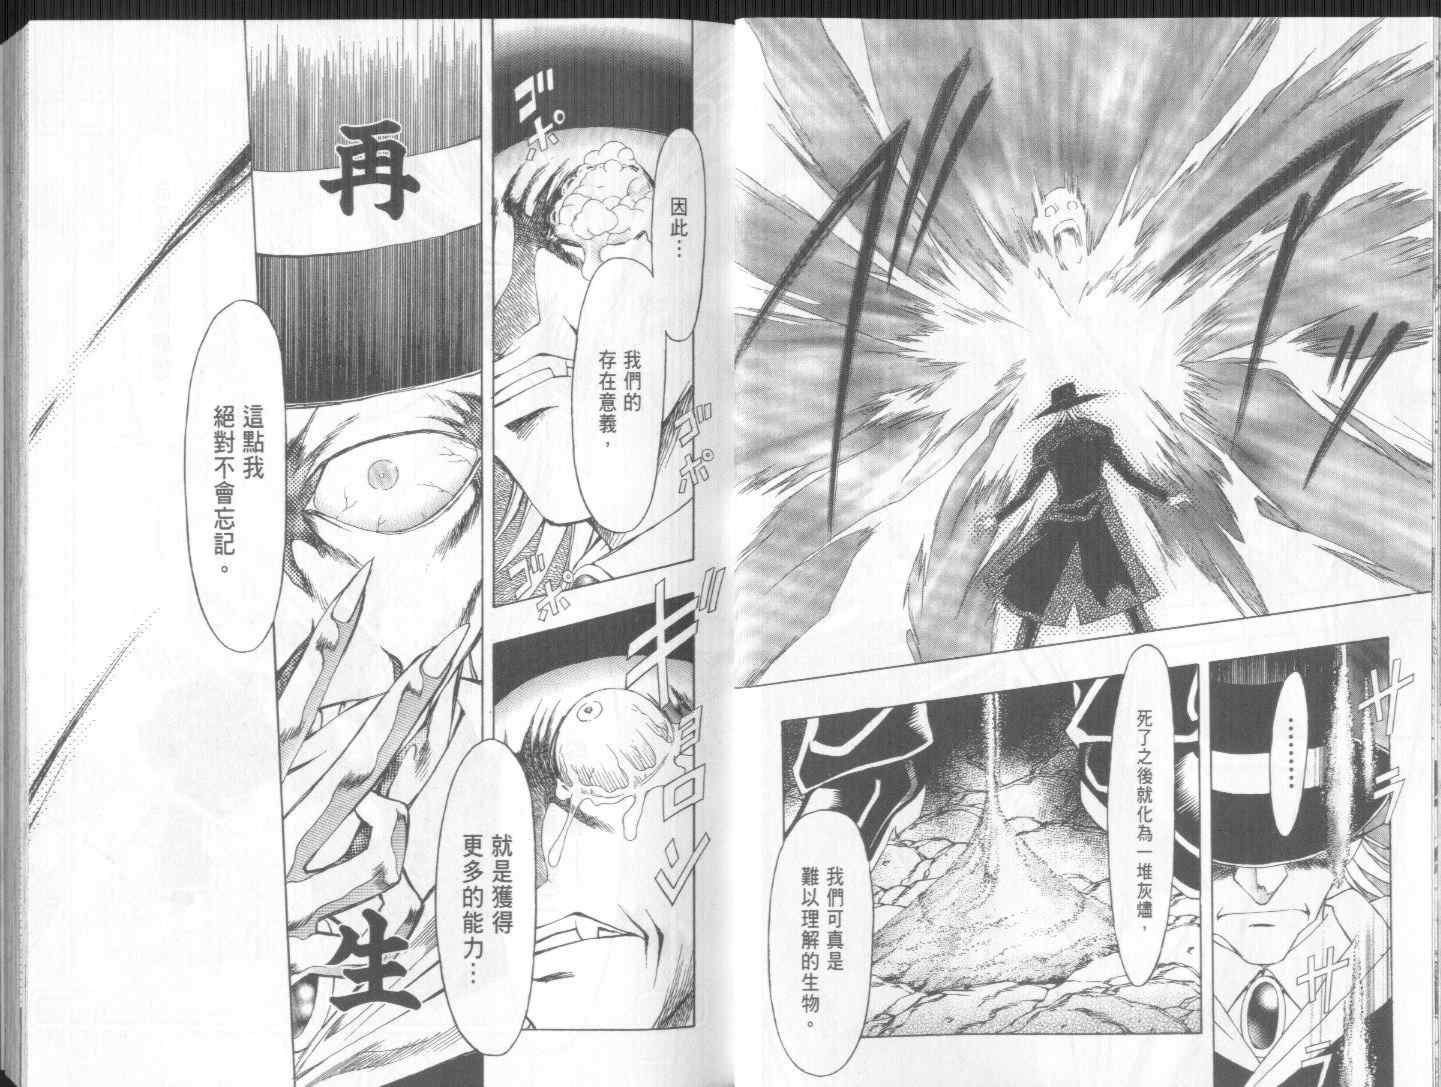 ………
死了之後就化為一堆灰燼，
我們可真是
難以理解的生物。
サラ
ササ
因此…
我們的
存在意義，
ゴポ
ゴポ
ゴポ
ギョロン
就是獲得
更多的能力…
再生
這點我
絕對不會忘記。